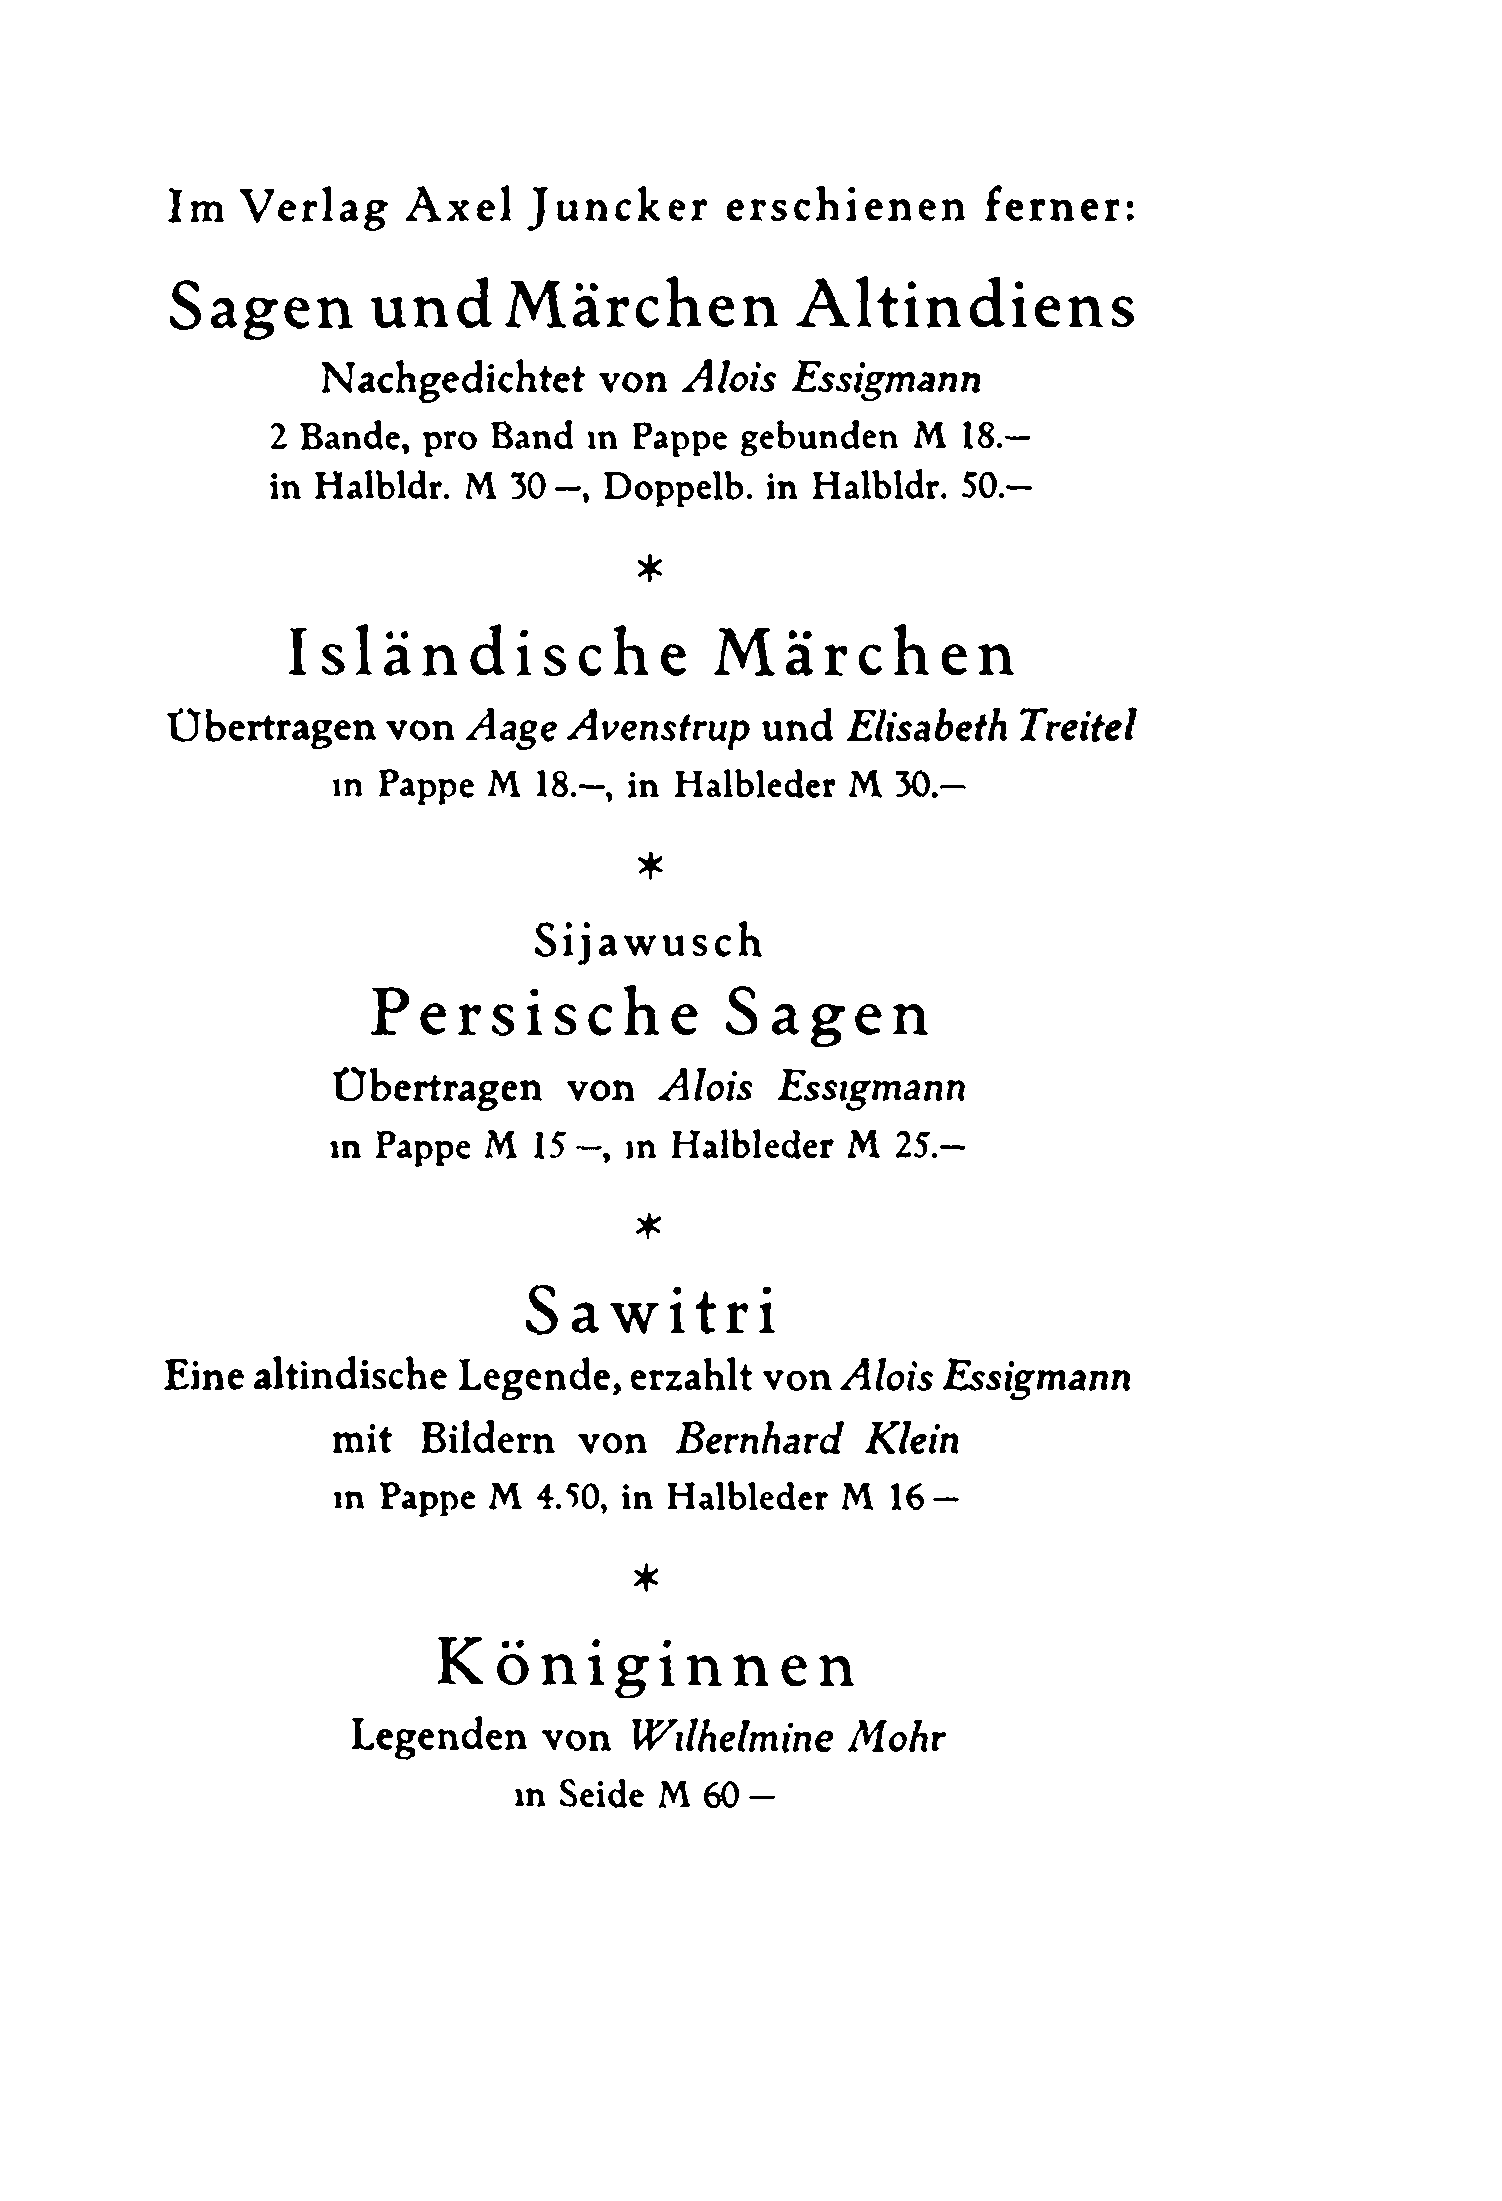 Im Verlag Axel Juncker erschienen ferner:
Sagen und Märchen Altindiens
Nachgedichtet von Alois Essigmann
2 Bande, pro Band in Pappe gebunden M 18.—
in Halbldr. M 30 —, Doppelb. in Halbldr. 50.—
*
Isländische Märchen
Übertragen von Aage Avenstrup und Elisabeth Treitel
in Pappe M 18.—, in Halbleder M 30.—
*
Sijawusch
Persische Sagen
Übertragen von Alois Essigmann
in Pappe M 15 —, in Halbleder M 25.—
*
Sawitri
Eine altindische Legende, erzahlt von Alois Essigmann
mit Bildern von Bernhard Klein
in Pappe M 4.50, in Halbleder M 16 —
*
Königinnen
Legenden von Wilhelmine Mohr
in Seide M 60 —